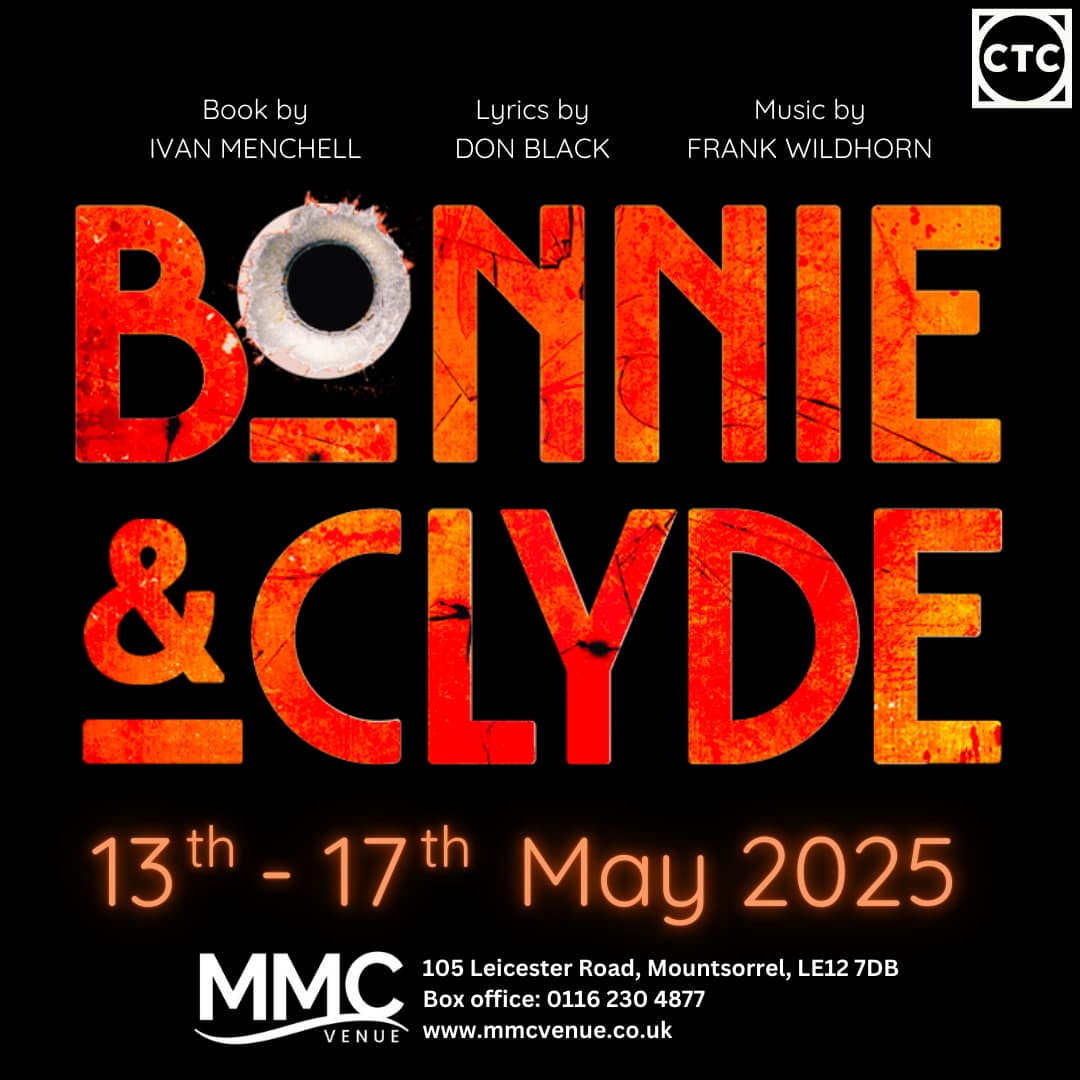 CTC
Book by
IVAN MENCHELL
Lyrics by
DON BLACK
Music by
FRANK WILDHORN
BONNIE
& CLYDE
13th - 17th May 2025
MMC
VENUE
105 Leicester Road, Mountsorrel, LE12 7DB
Box office: 0116 230 4877
www.mmcvenue.co.uk